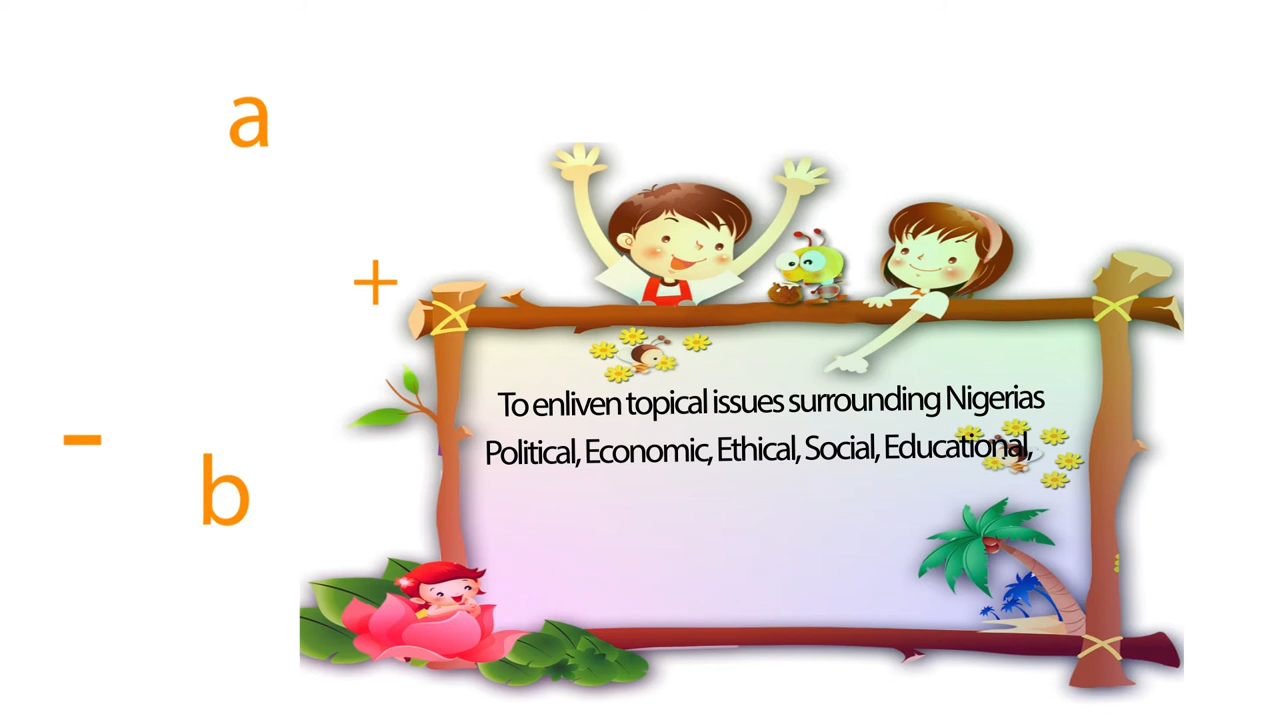 a
+
To enliven topical issues surrounding Nigerias
Political, Economic, Ethical, Social, Educational,
-
b